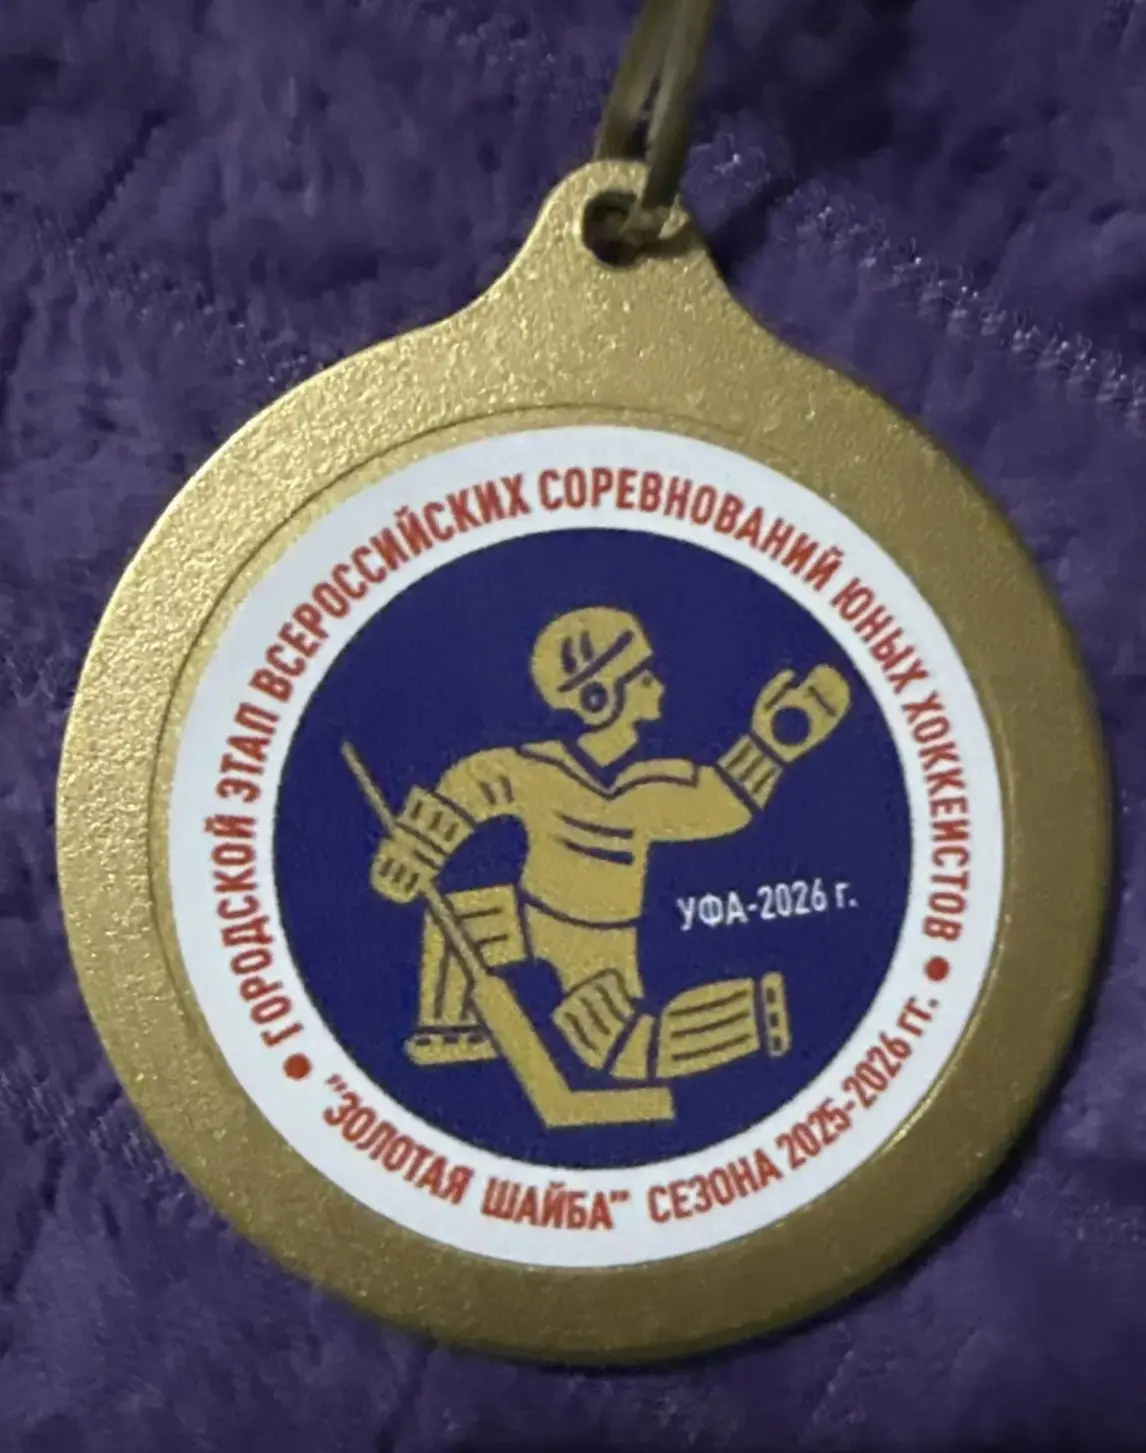 ГОРОДСКОЙ ЭТАП ВСЕРОССИЙСКИХ СОРЕВНОВАНИЙ ЮНЫХ ХОККЕИСТОВ
"ЗОЛОТАЯ ШАЙБА" СЕЗОНА 2025-2026 гг.
УФА-2026 г.